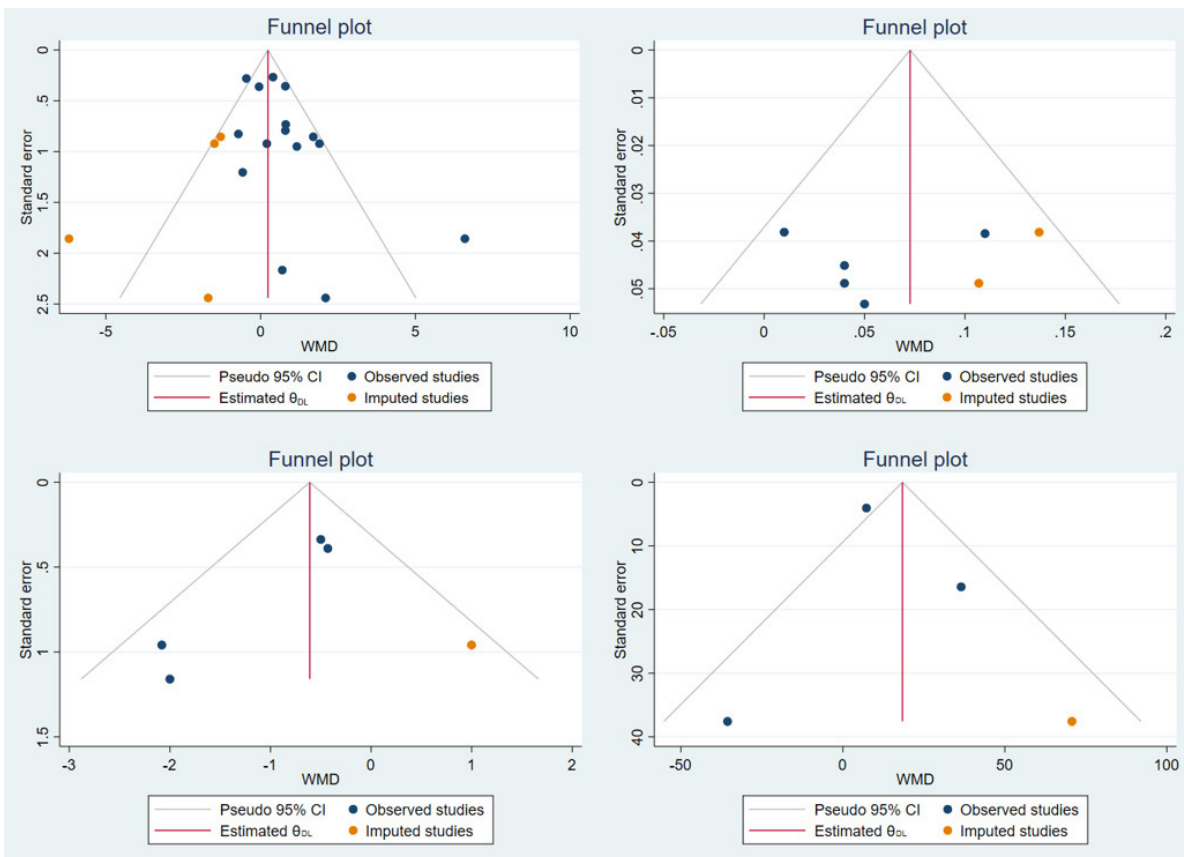 Funnel plot
Standard error
0
.5
1
1.5
2
2.5
-5
0
5
10
WMD
Pseudo 95% CI
Observed studies
Estimated θDL
Imputed studies
Funnel plot
Standard error
0
.01
.02
.03
.04
.05
-.05
0
.05
.1
.15
.2
WMD
Pseudo 95% CI
Observed studies
Estimated θDL
Imputed studies
Funnel plot
Standard error
0
.5
1
1.5
-3
-2
-1
0
1
2
WMD
Pseudo 95% CI
Observed studies
Estimated θDL
Imputed studies
Funnel plot
Standard error
0
10
20
30
40
-50
0
50
100
WMD
Pseudo 95% CI
Observed studies
Estimated θDL
Imputed studies